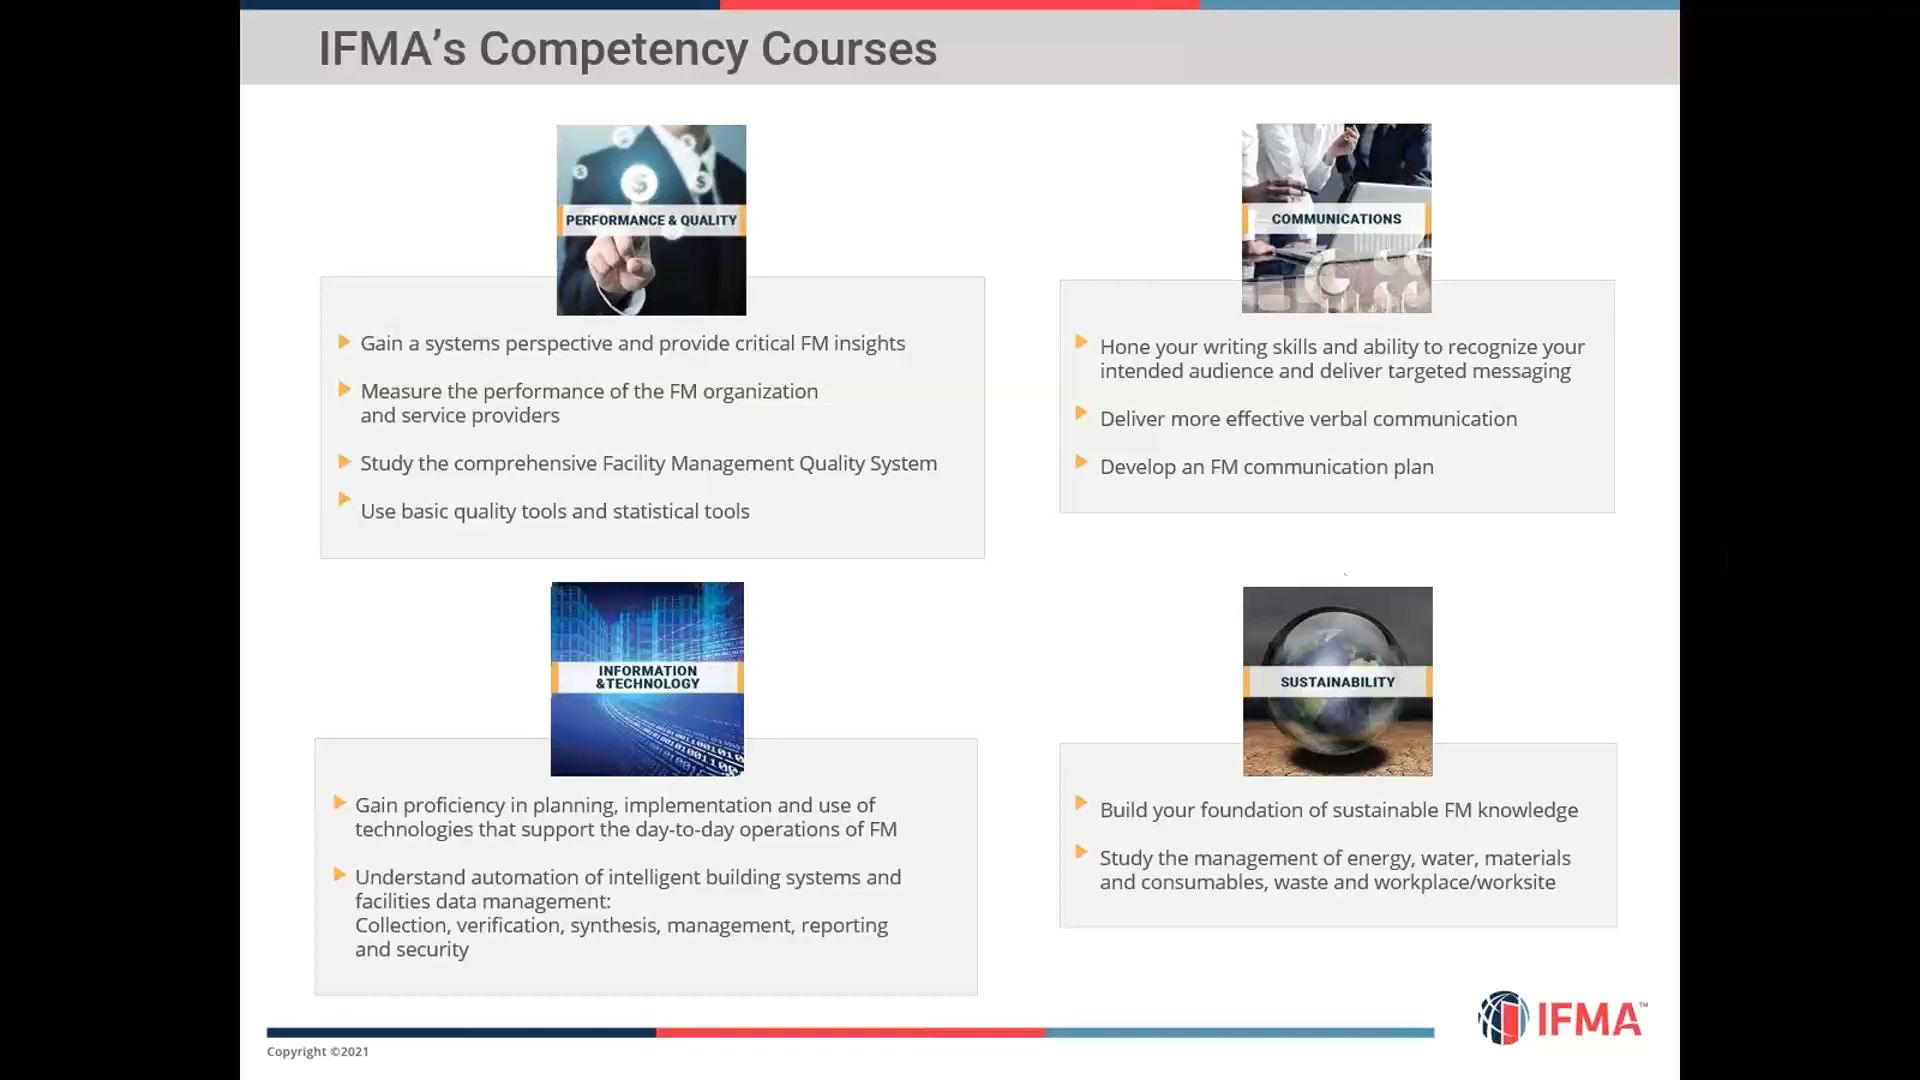 IFMA's Competency Courses
PERFORMANCE & QUALITY
Gain a systems perspective and provide critical FM insights
Measure the performance of the FM organization
and service providers
Study the comprehensive Facility Management Quality System
Use basic quality tools and statistical tools
COMMUNICATIONS
Hone your writing skills and ability to recognize your
intended audience and deliver targeted messaging
Deliver more effective verbal communication
Develop an FM communication plan
INFORMATION
&TECHNOLOGY
Gain proficiency in planning, implementation and use of
technologies that support the day-to-day operations of FM
Understand automation of intelligent building systems and
facilities data management:
Collection, verification, synthesis, management, reporting
and security
SUSTAINABILITY
Build your foundation of sustainable FM knowledge
Study the management of energy, water, materials
and consumables, waste and workplace/worksite
IFMA™
Copyright ©2021